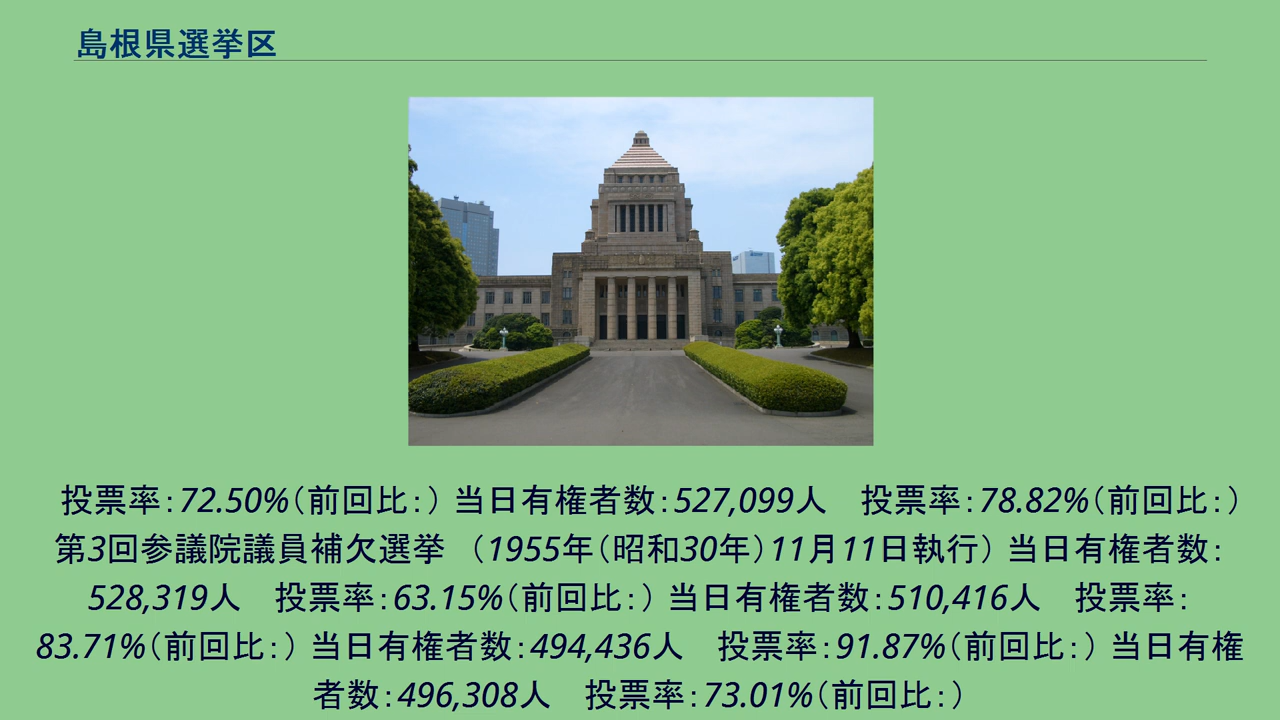 島根県選挙区
投票率：72.50%（前回比：） 当日有権者数：527,099人　投票率：78.82%（前回比：）
第3回参議院議員補欠選挙 （1955年（昭和30年）11月11日執行） 当日有権者数：
528,319人　投票率：63.15%（前回比：） 当日有権者数：510,416人　投票率：
83.71%（前回比：） 当日有権者数：494,436人　投票率：91.87%（前回比：） 当日有権
者数：496,308人　投票率：73.01%（前回比：）